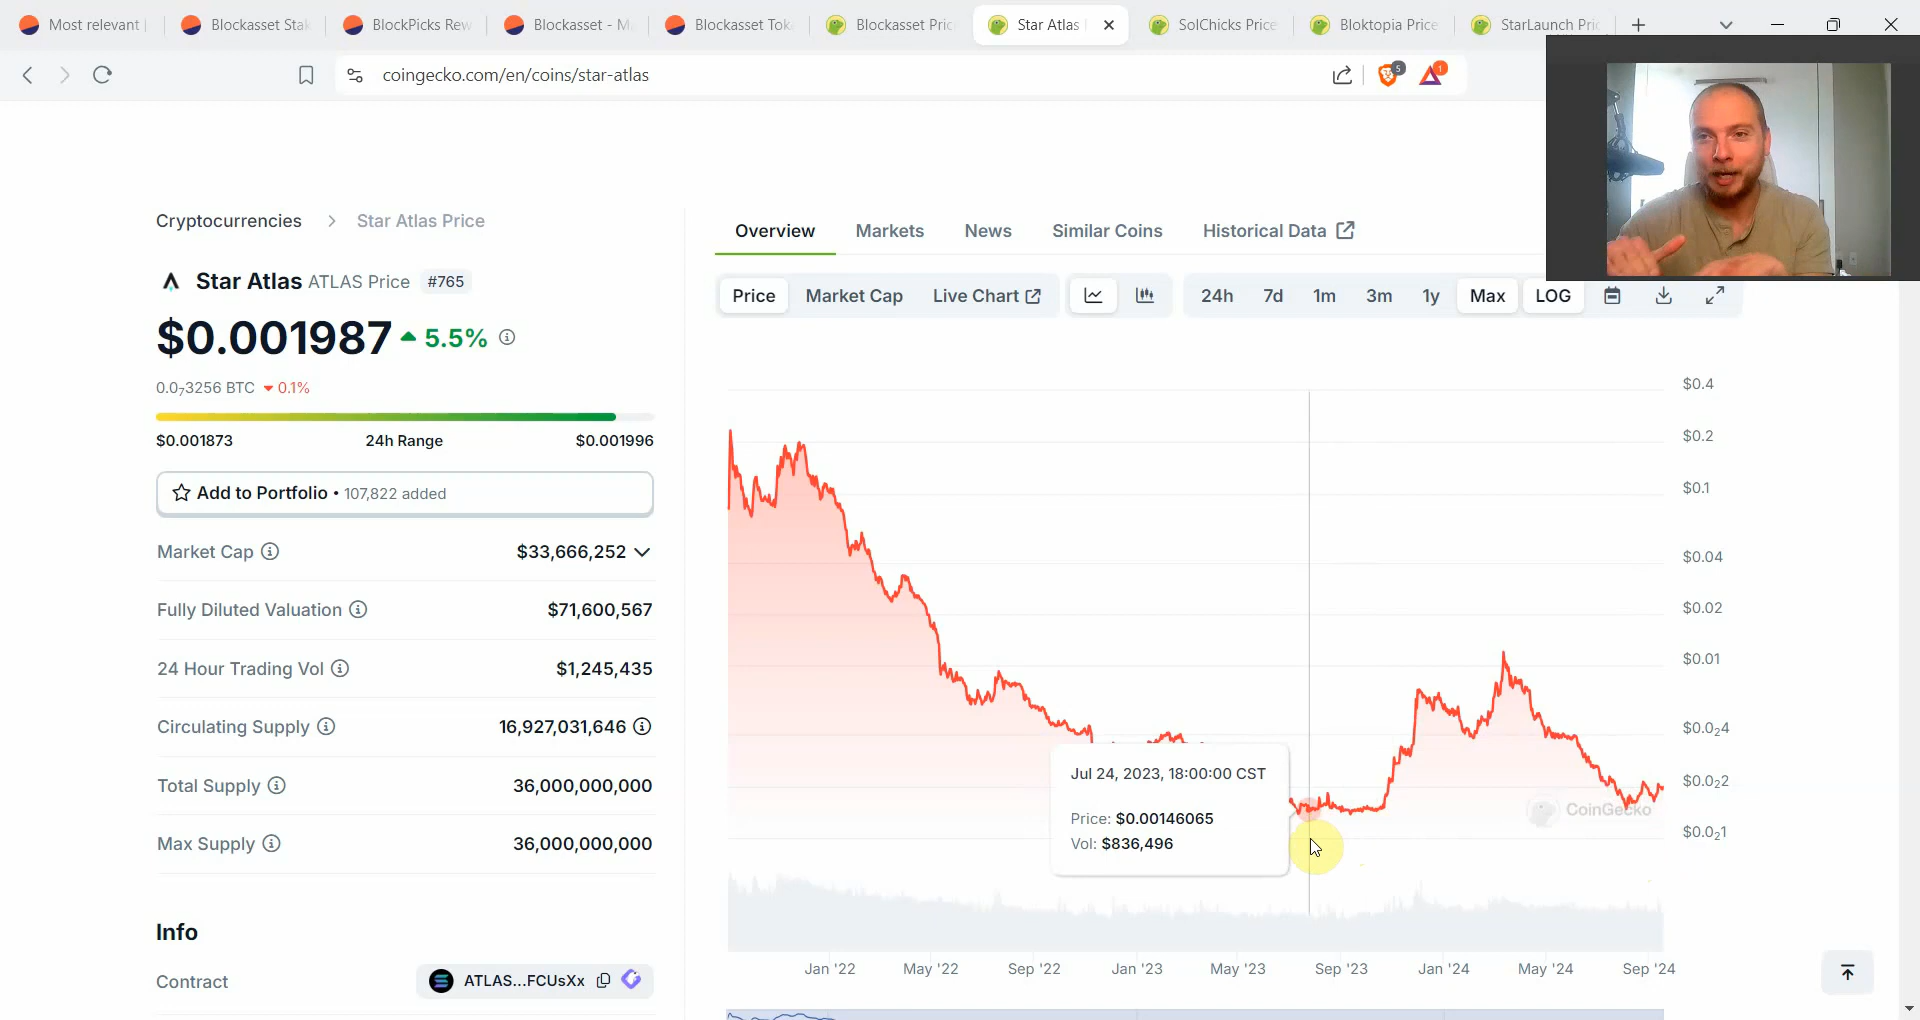 Most relevant
Blockasset Stak
BlockPicks Rew
Blockasset - M
Blockasset Tok
Blockasset Pric
Star Atlas
SolChicks Price
Bloktopia Price
StarLaunch Pric
coingecko.com/en/coins/star-atlas
5
1
Cryptocurrencies > Star Atlas Price
Star Atlas ATLAS Price #765
$0.001987 5.5%
0.0₇3256 BTC 0.1%
$0.001873 24h Range $0.001996
Add to Portfolio • 107,822 added
Market Cap $33,666,252
Fully Diluted Valuation $71,600,567
24 Hour Trading Vol $1,245,435
Circulating Supply 16,927,031,646
Total Supply 36,000,000,000
Max Supply 36,000,000,000
Info
Contract ATLAS...FCUsXx
Overview Markets News Similar Coins Historical Data
Price Market Cap Live Chart 24h 7d 1m 3m 1y Max LOG
$0.4
$0.2
$0.1
$0.04
$0.02
$0.01
$0.0₂4
$0.0₂2
$0.0₂1
Jul 24, 2023, 18:00:00 CST
Price: $0.00146065
Vol: $836,496
CoinGecko
Jan '22 May '22 Sep '22 Jan '23 May '23 Sep '23 Jan '24 May '24 Sep '24